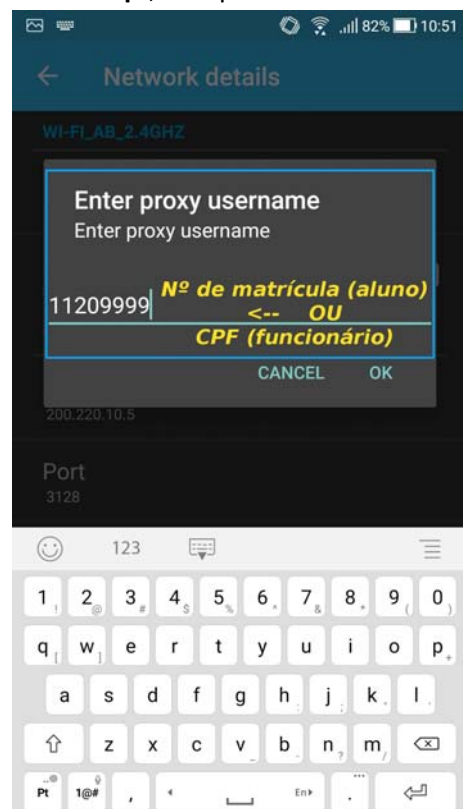 82% 10:51
Network details
WI-FI_AB_2.4GHZ
Enter proxy username
Enter proxy username
Nº de matrícula (aluno)
11209999 <-- OU
CPF (funcionário)
CANCEL OK
200.220.10.5
Port
3128
123
1 ! 2 @ 3 # 4 $ 5 % 6 ^ 7 & 8 * 9 ( 0 )
q [ w ] e r t y u i o p +
a s d f g h : j ; k , l .
z x c v _ b - n ? m /
Pt 1@# , En .